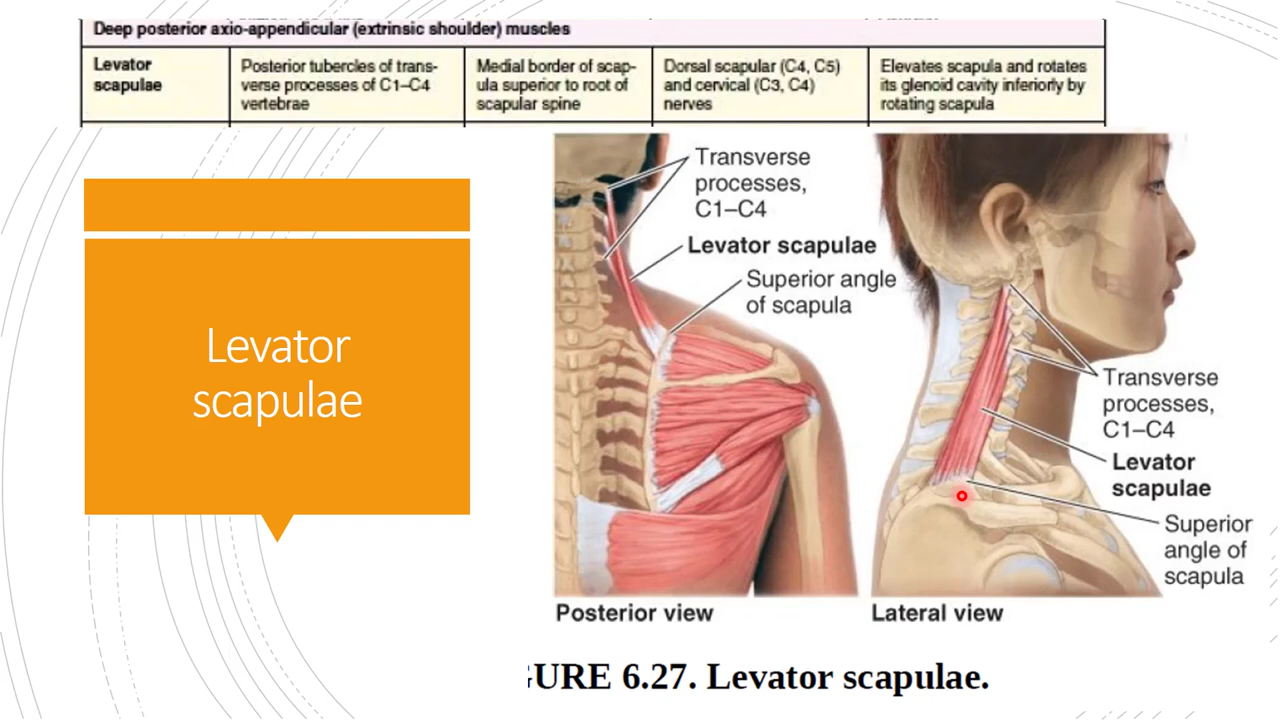 Deep posterior axio-appendicular (extrinsic shoulder) muscles
Levator
scapulae
Posterior tubercles of trans-
verse processes of C1–C4
vertebrae
Medial border of scap-
ula superior to root of
scapular spine
Dorsal scapular (C4, C5)
and cervical (C3, C4)
nerves
Elevates scapula and rotates
its glenoid cavity inferiorly by
rotating scapula
Levator
scapulae
Transverse
processes,
C1–C4
Levator scapulae
Superior angle
of scapula
Transverse
processes,
C1–C4
Levator
scapulae
Superior
angle of
scapula
Posterior view
Lateral view
GURE 6.27. Levator scapulae.